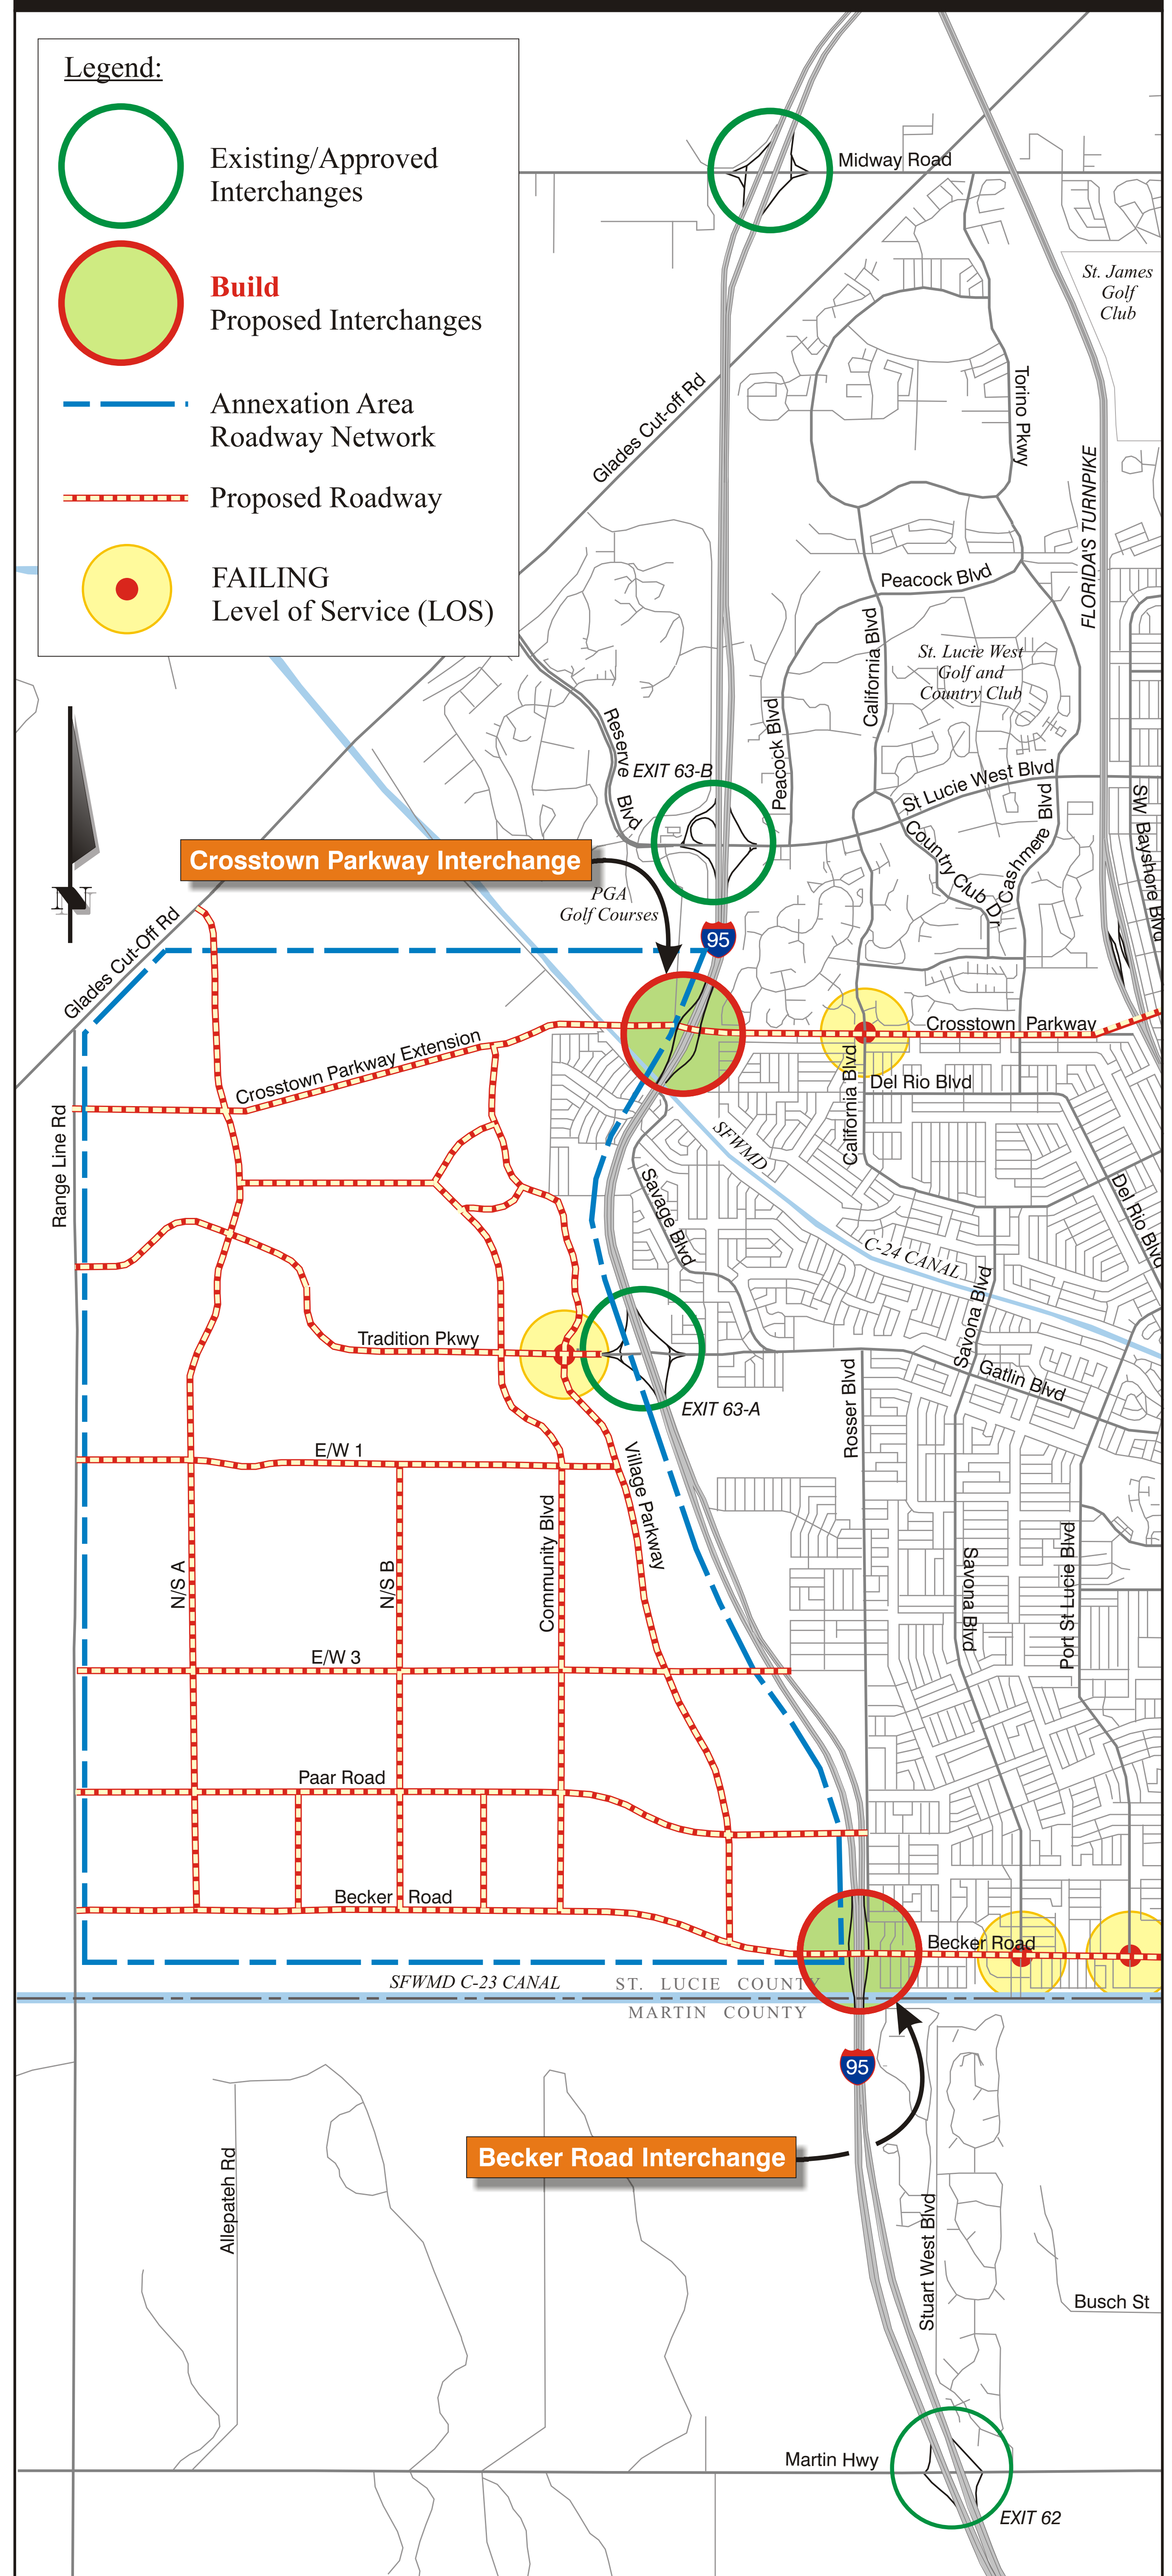 Legend:
Existing/Approved
Interchanges
Build
Proposed Interchanges
Annexation Area
Roadway Network
Proposed Roadway
FAILING
Level of Service (LOS)
Midway Road
St. James
Golf
Club
Glades Cut-off Rd
Torino Pkwy
FLORIDA'S TURNPIKE
Peacock Blvd
California Blvd
St. Lucie West
Golf and
Country Club
Reserve
Blvd
EXIT 63-B
Peacock Blvd
St Lucie West Blvd
Country Club Dr
Cashmere Blvd
SW Bayshore Blvd
Crosstown Parkway Interchange
PGA
Golf Courses
N
95
Glades Cut-Off Rd
Crosstown Parkway
Crosstown Parkway Extension
California Blvd
Del Rio Blvd
Range Line Rd
SFWMD
Savage Blvd
Del Rio Blvd
C-24 CANAL
Savona Blvd
Tradition Pkwy
Gatlin Blvd
Rosser Blvd
EXIT 63-A
E/W 1
Village Parkway
N/S A
N/S B
Community Blvd
Savona Blvd
Port St Lucie Blvd
E/W 3
Paar Road
Becker Road
Becker Road
SFWMD C-23 CANAL
ST. LUCIE COUNTY
MARTIN COUNTY
95
Becker Road Interchange
Allepateh Rd
Stuart West Blvd
Busch St
Martin Hwy
EXIT 62